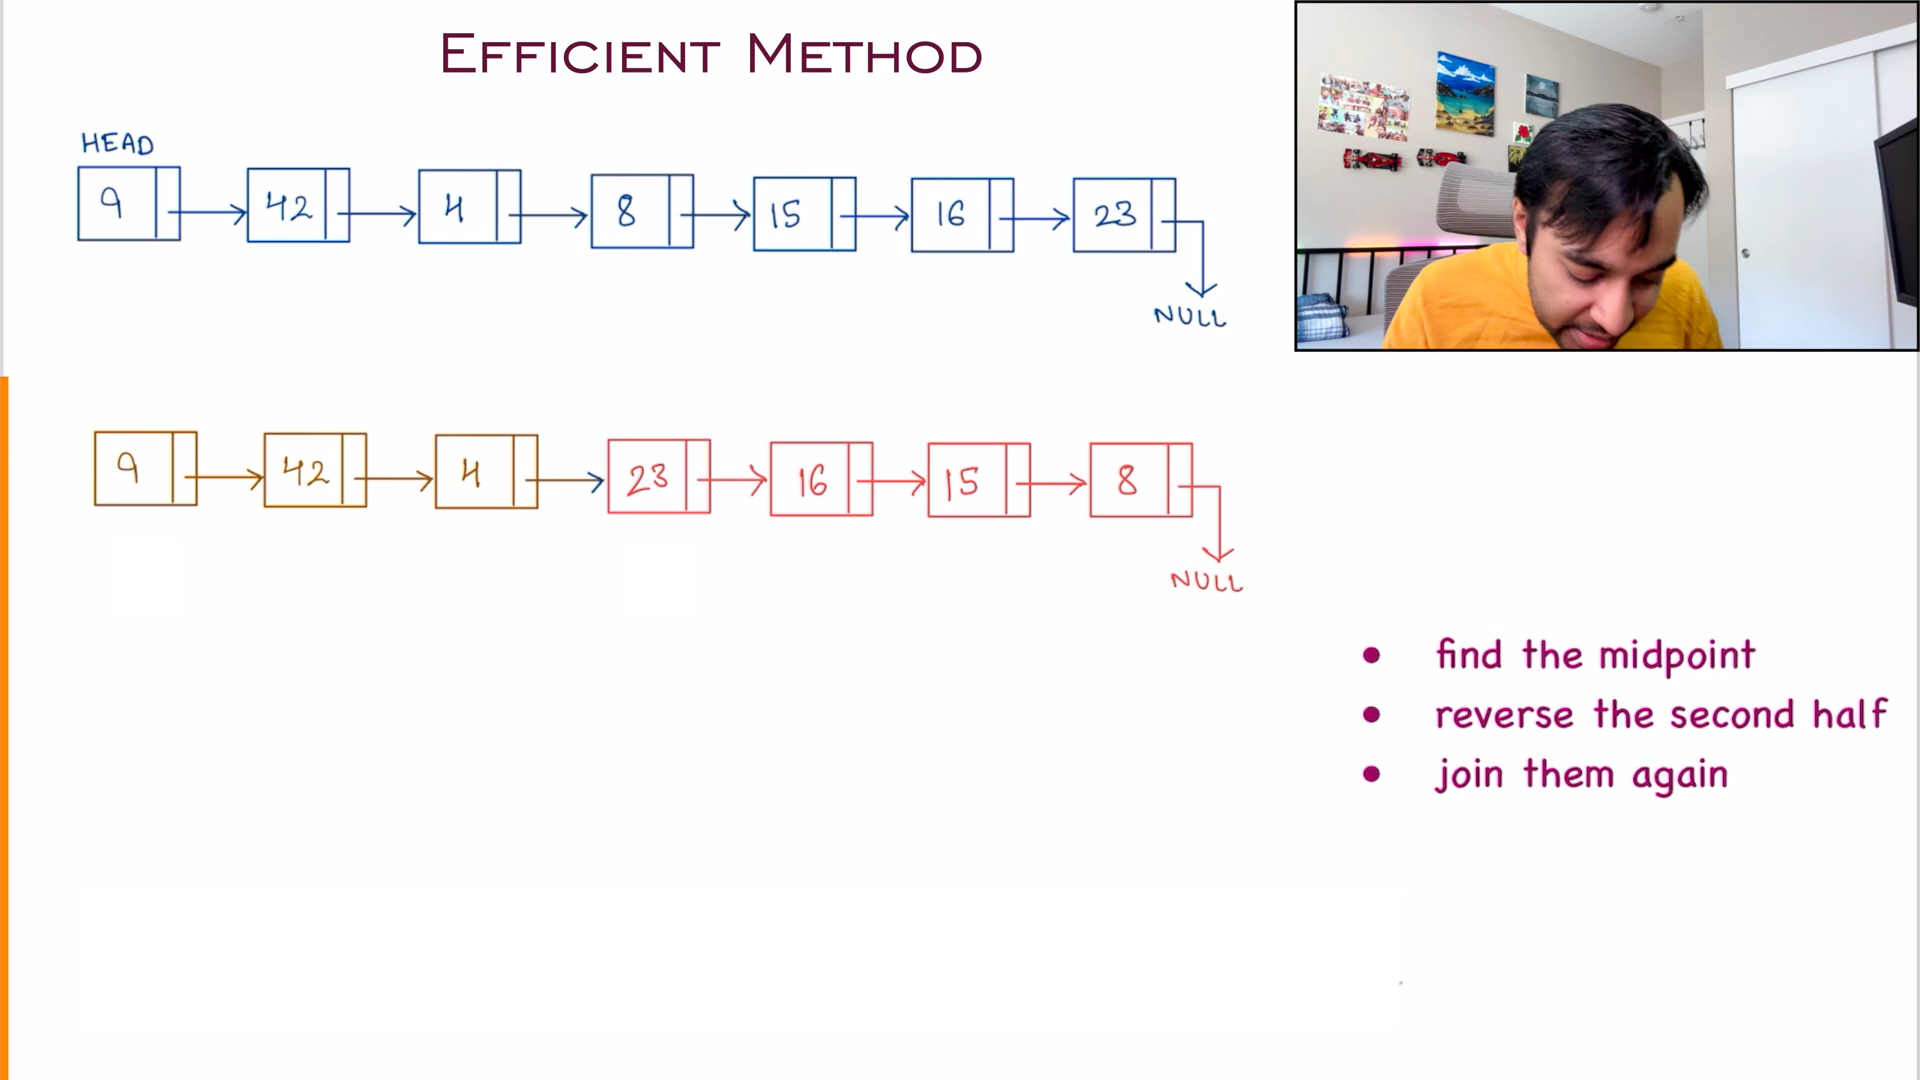 EFFICIENT METHOD
HEAD
9 42 4 8 15 16 23
NULL
9 42 4 23 16 15 8
NULL
• find the midpoint
• reverse the second half
• join them again